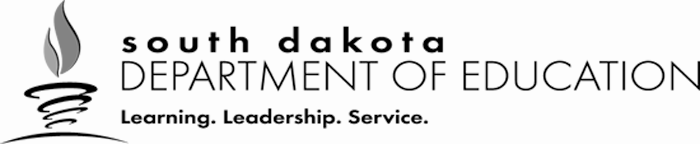 south dakota
DEPARTMENT OF EDUCATION
Learning. Leadership. Service.